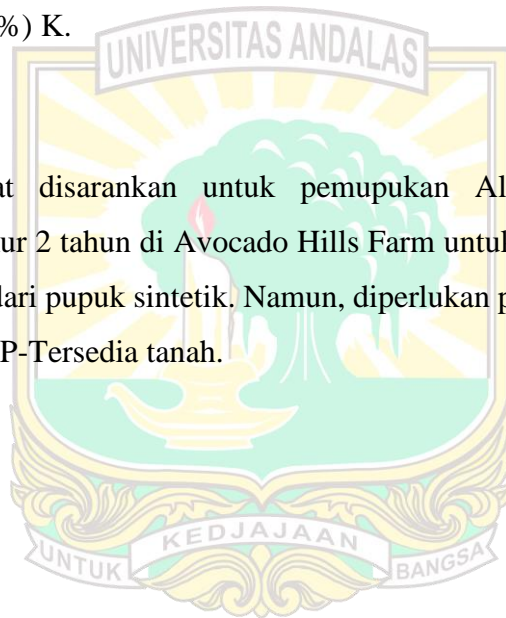 %) K.
UNIVERSITAS ANDALAS
at disarankan untuk pemupukan Al
ur 2 tahun di Avocado Hills Farm untuk
dari pupuk sintetik. Namun, diperlukan p
P-Tersedia tanah.
KEDJAJAAN
UNTUK BANGSA